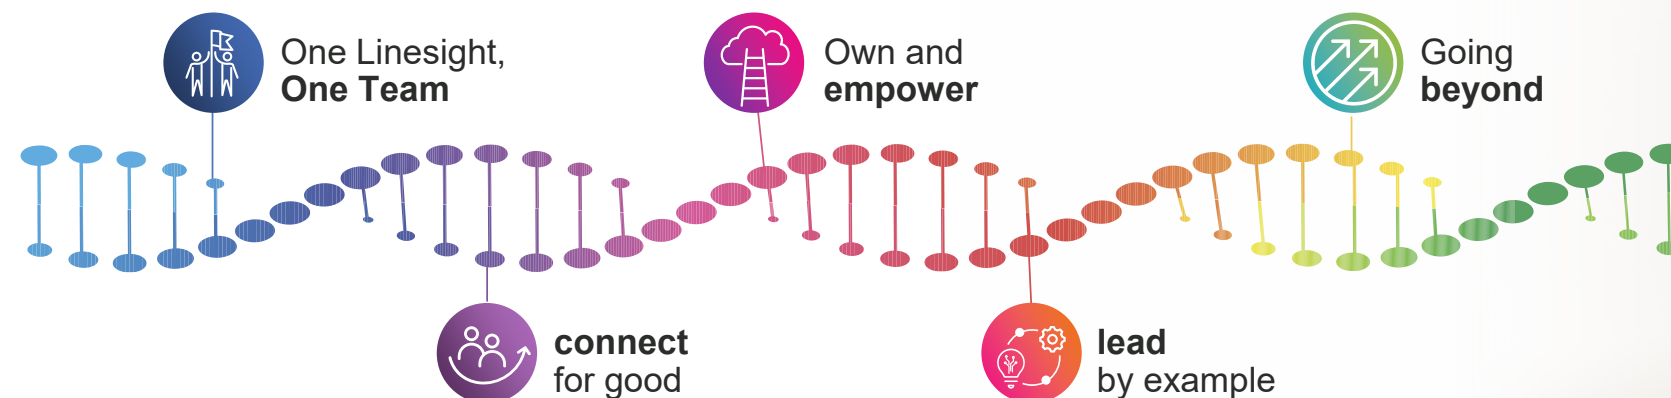 One Linesight,
One Team
Own and
empower
Going
beyond
connect
for good
lead
by example